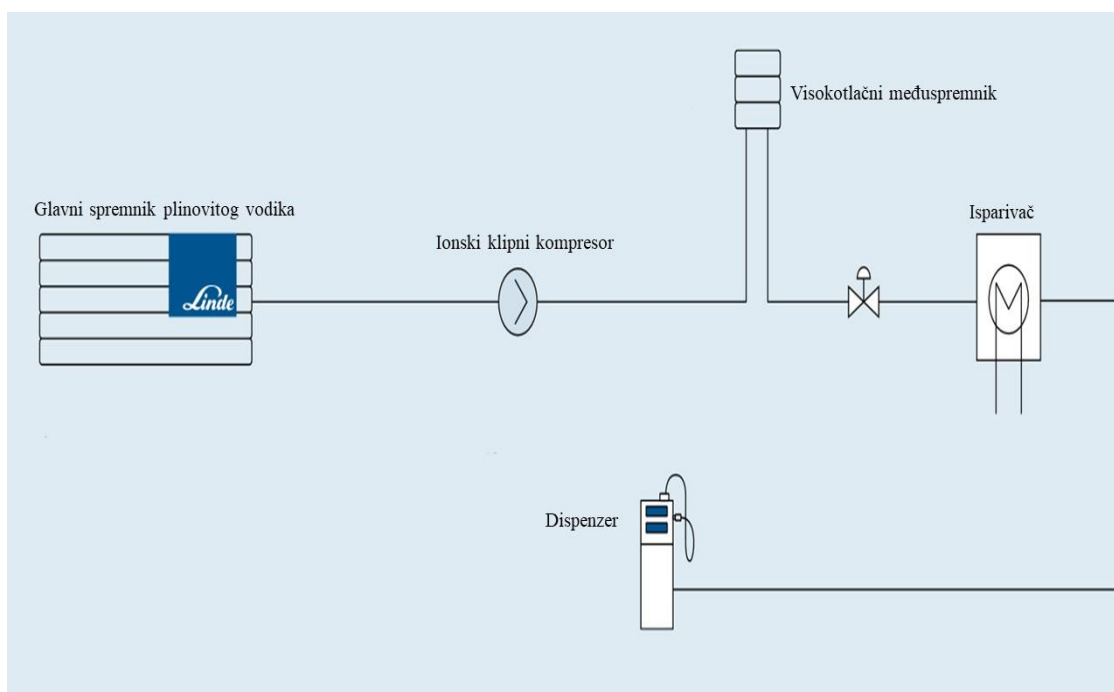 Visokotlačni međuspremnik
Glavni spremnik plinovitog vodika
Isparivač
Ionski klipni kompresor
Linde
Dispenzer